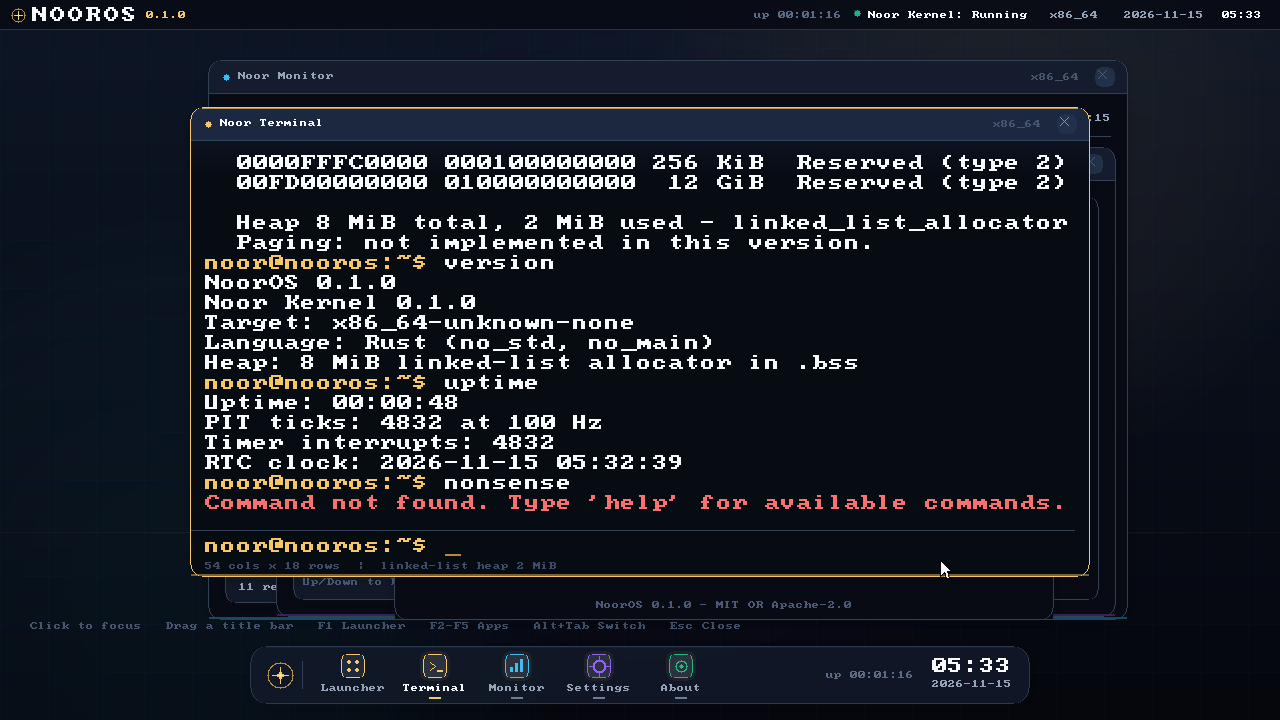 NOOROS 0.1.0 up 00:01:16 Noor Kernel: Running x86_64 2026-11-15 05:33
Noor Monitor x86_64
:15
Noor Terminal x86_64
0000FFFC0000 000100000000 256 KiB Reserved (type 2)
00FD00000000 010000000000 12 GiB Reserved (type 2)
Heap 8 MiB total, 2 MiB used - linked_list_allocator
Paging: not implemented in this version.
noor@nooros:~$ version
NoorOS 0.1.0
Noor Kernel 0.1.0
Target: x86_64-unknown-none
Language: Rust (no_std, no_main)
Heap: 8 MiB linked-list allocator in .bss
noor@nooros:~$ uptime
Uptime: 00:00:48
PIT ticks: 4832 at 100 Hz
Timer interrupts: 4832
RTC clock: 2026-11-15 05:32:39
noor@nooros:~$ nonsense
Command not found. Type 'help' for available commands.
noor@nooros:~$ _
54 cols x 18 rows ¦ linked-list heap 2 MiB
11 re Up/Down to
NoorOS 0.1.0 - MIT OR Apache-2.0
Click to focus Drag a title bar F1 Launcher F2-F5 Apps Alt+Tab Switch Esc Close
Launcher Terminal Monitor Settings About
up 00:01:16 05:33
2026-11-15